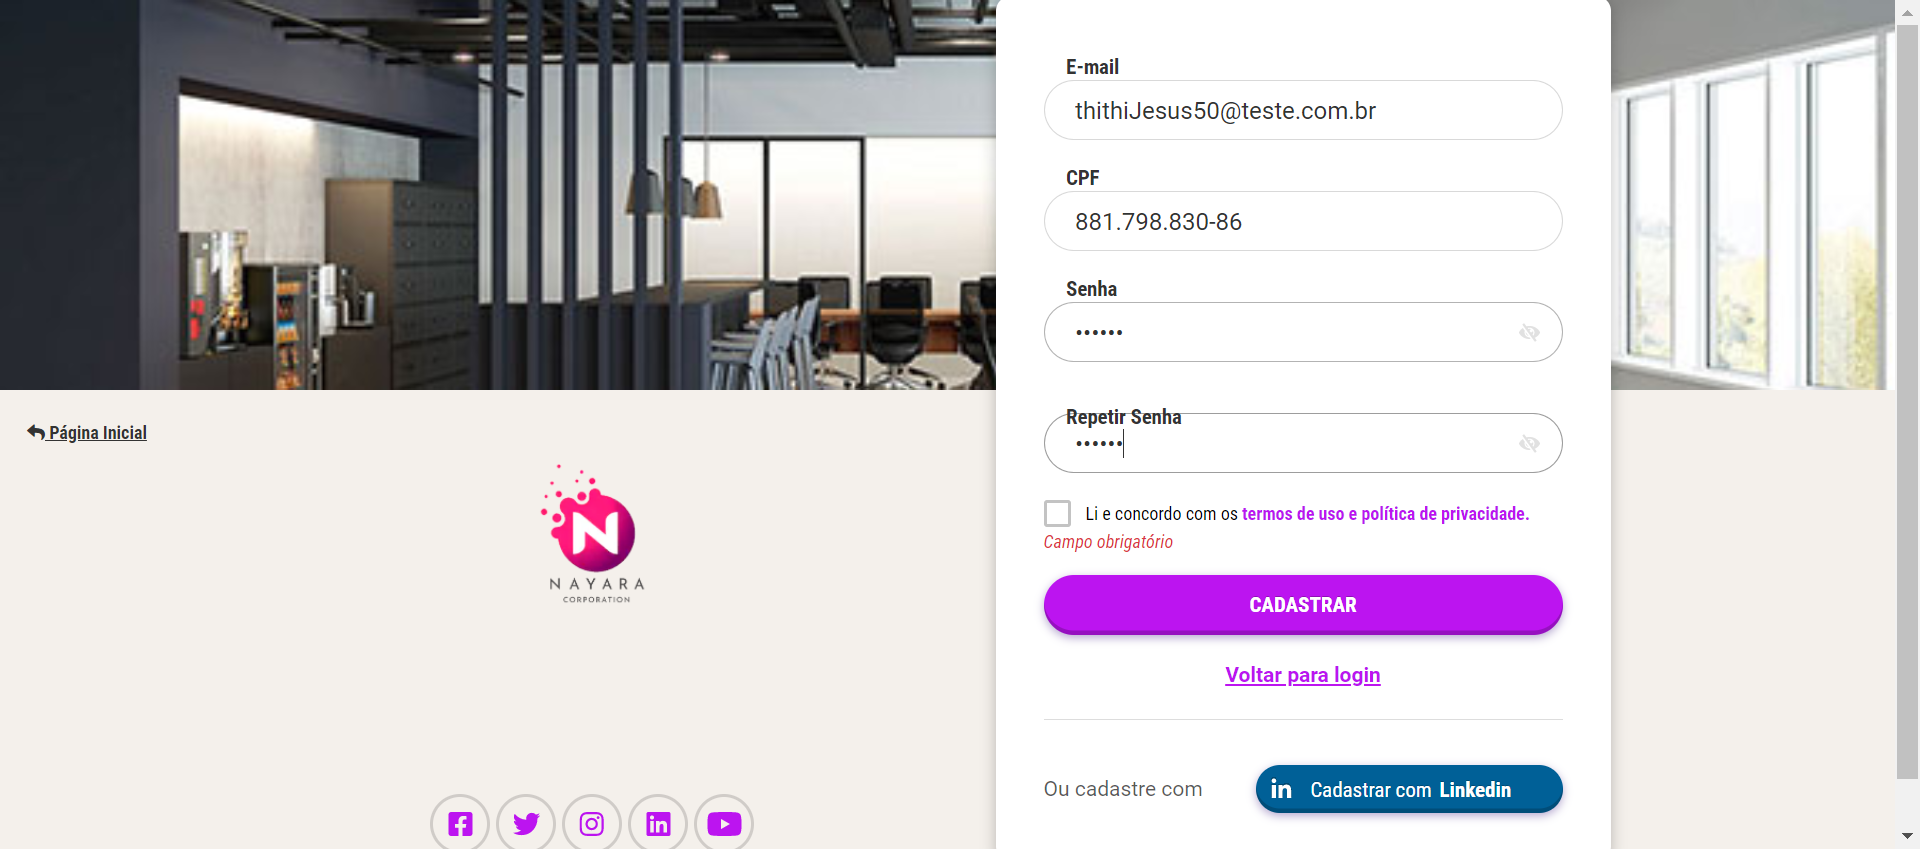 E-mail
thithiJesus50@teste.com.br
CPF
881.798.830-86
Senha
••••••
Repetir Senha
••••••
Li e concordo com os termos de uso e política de privacidade.
Campo obrigatório
CADASTRAR
Voltar para login
Ou cadastre com
in Cadastrar com Linkedin
Página Inicial
N
NAYARA
CORPORATION